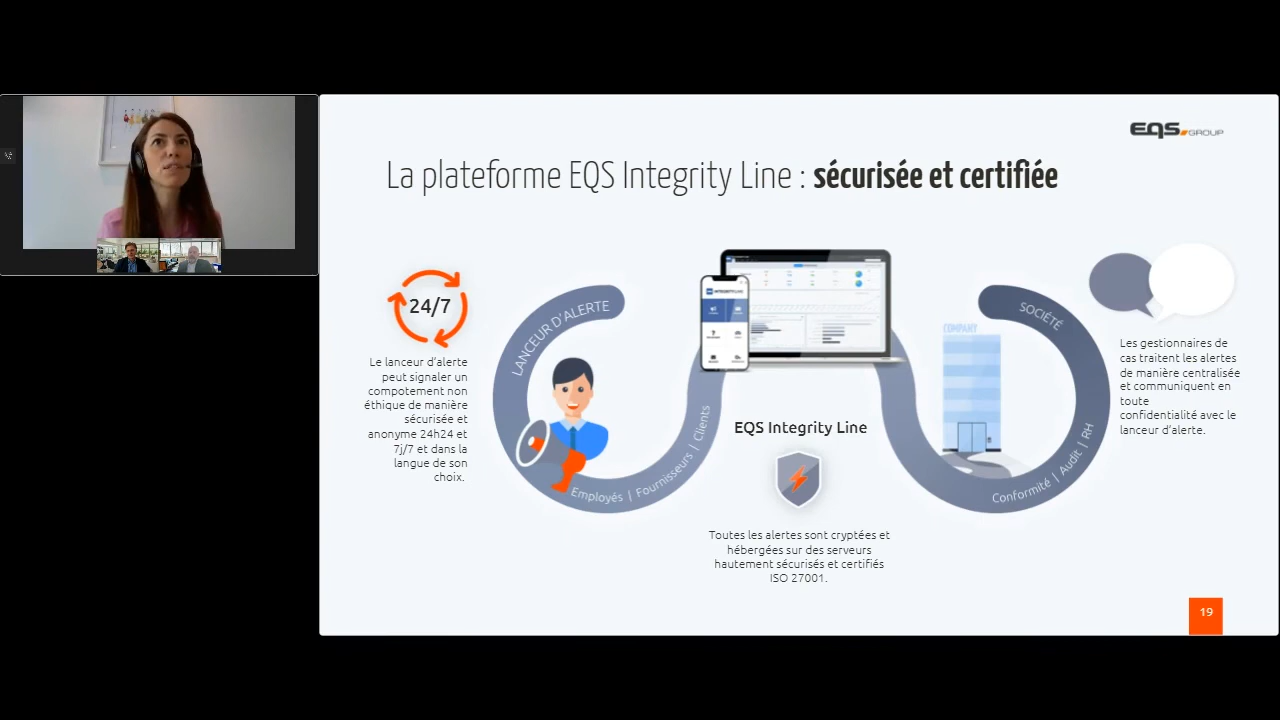 EQS GROUP
La plateforme EQS Integrity Line : sécurisée et certifiée
24/7
Le lanceur d'alerte
peut signaler un
compotement non
éthique de manière
sécurisée et
anonyme 24h24 et
7j/7 et dans la
langue de son
choix.
LANCEUR D'ALERTE
Employés | Fournisseurs | Clients
INTEGRITY LINE
EQS Integrity Line
Toutes les alertes sont cryptées et
hébergées sur des serveurs
hautement sécurisés et certifiés
ISO 27001.
COMPANY
SOCIÉTÉ
Conformité | Audit | RH
Les gestionnaires de
cas traitent les alertes
de manière centralisée
et communiquent en
toute
confidentialité avec le
lanceur d'alerte.
19